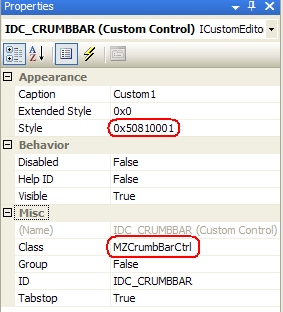 Properties
IDC_CRUMBBAR (Custom Control) ICustomEdito
Appearance
Caption Custom1
Extended Style 0x0
Style 0x50810001
Behavior
Disabled False
Help ID False
Visible True
Misc
(Name) IDC_CRUMBBAR (Custom Control)
Class MZCrumbBarCtrl
Group False
ID IDC_CRUMBBAR
Tabstop True